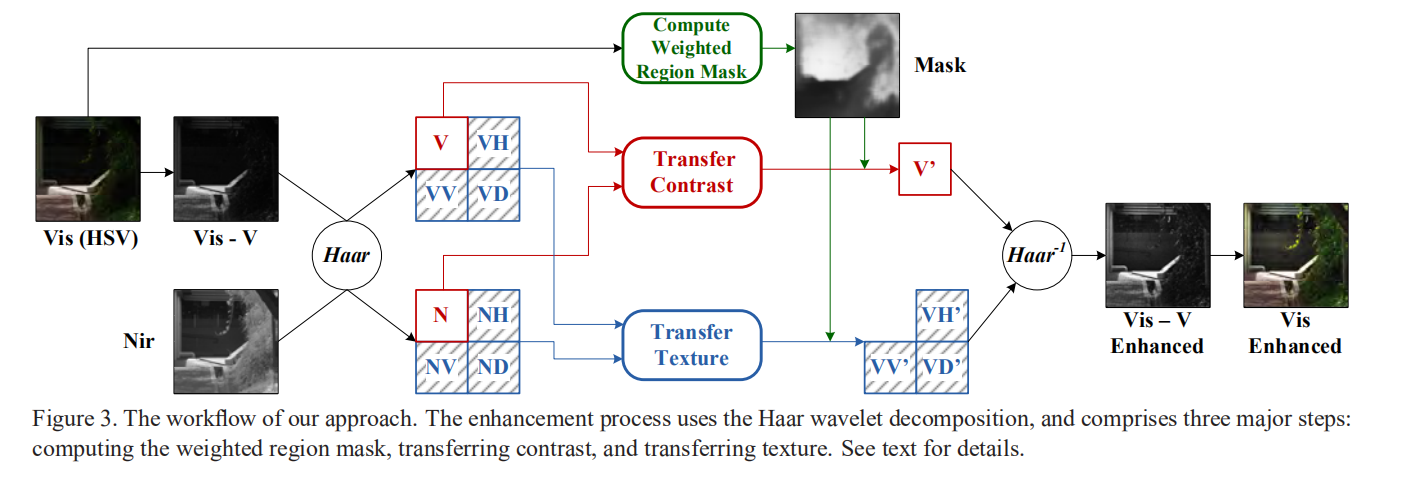 Compute
Weighted
Region Mask
Mask
V
VH
VV
VD
Transfer
Contrast
V’
Vis (HSV)
Vis - V
Haar
Haar-1
Nir
N
NH
NV
ND
Transfer
Texture
VH’
VV’
VD’
Vis – V
Enhanced
Vis
Enhanced
Figure 3. The workflow of our approach. The enhancement process uses the Haar wavelet decomposition, and comprises three major steps:
computing the weighted region mask, transferring contrast, and transferring texture. See text for details.